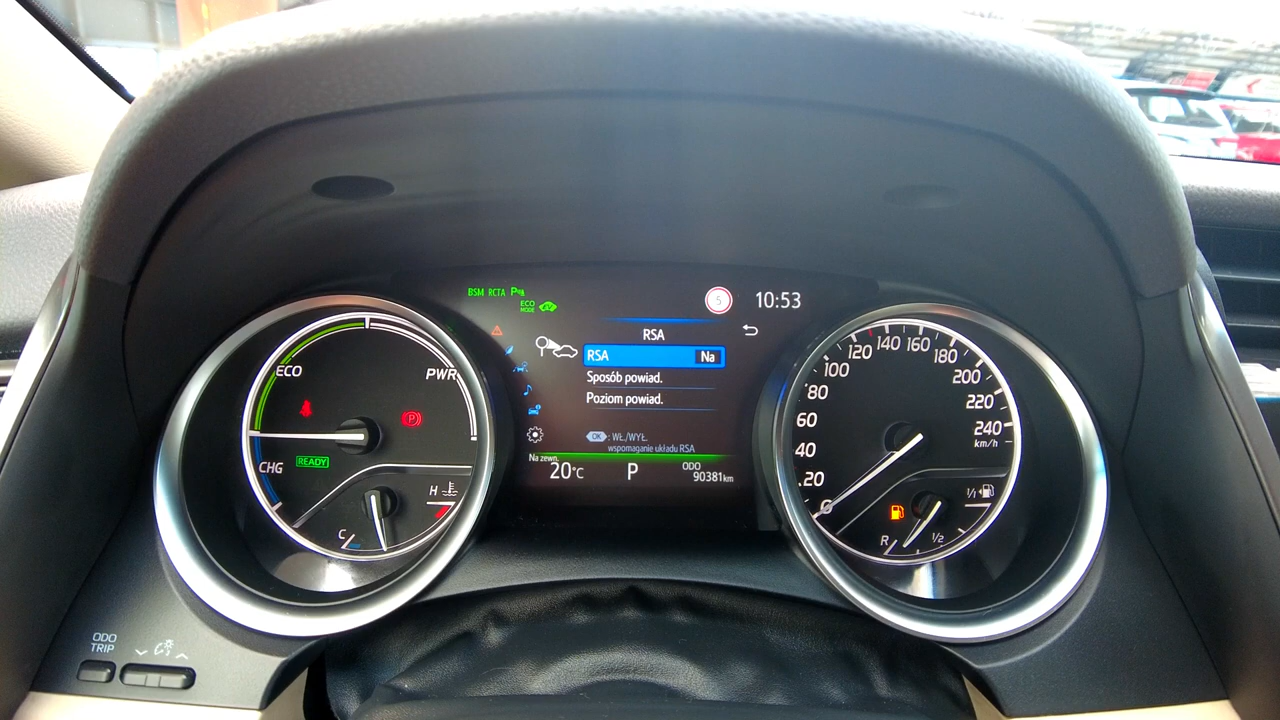 BSM RCTA P
ECO
MODE
5
10:53
RSA
RSA Na
Sposób powiad.
Poziom powiad.
OK : WŁ./WYŁ.
wspomaganie układu RSA
Na zewn.
20°C
P
ODO
90381km
ECO
PWR
P
CHG
READY
H
C
20
40
60
80
100
120
140
160
180
200
220
240
km/h
0
1/1
1/2
R
ODO
TRIP